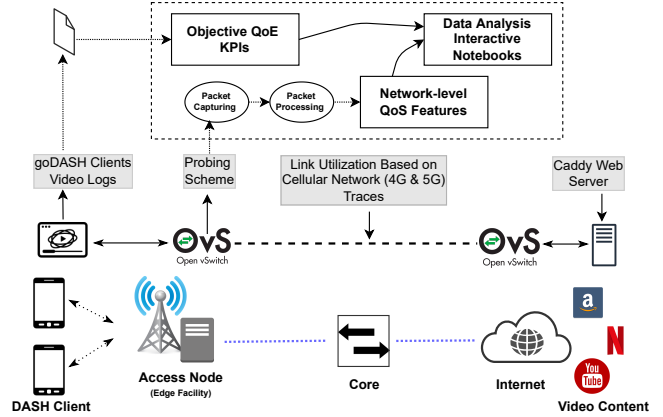 Objective QoE
KPIs
Data Analysis
Interactive
Notebooks
Packet
Capturing
Packet
Processing
Network-level
QoS Features
goDASH Clients
Video Logs
Probing
Scheme
Link Utilization Based on
Cellular Network (4G & 5G)
Traces
Caddy Web
Server
OvS
Open vSwitch
OvS
Open vSwitch
a
N
You
Tube
DASH Client
Access Node
(Edge Facility)
Core
Internet
Video Content